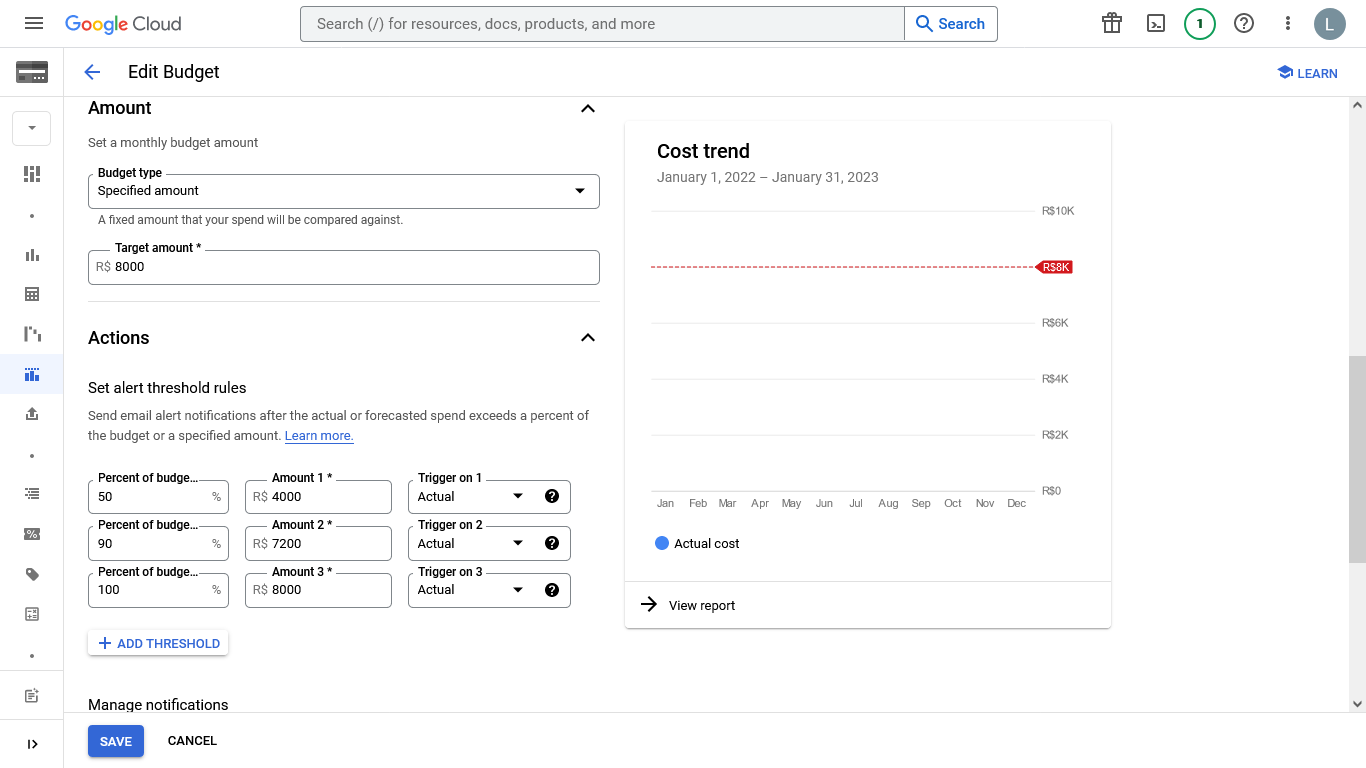 Google Cloud
Search (/) for resources, docs, products, and more
Search
1
L
Edit Budget
LEARN
Amount
Set a monthly budget amount
Budget type
Specified amount
A fixed amount that your spend will be compared against.
Target amount *
R$ 8000
Actions
Set alert threshold rules
Send email alert notifications after the actual or forecasted spend exceeds a percent of
the budget or a specified amount. Learn more.
Percent of budge... Amount 1 * Trigger on 1
50 % R$ 4000 Actual
Percent of budge... Amount 2 * Trigger on 2
90 % R$ 7200 Actual
Percent of budge... Amount 3 * Trigger on 3
100 % R$ 8000 Actual
ADD THRESHOLD
Manage notifications
SAVE CANCEL
Cost trend
January 1, 2022 – January 31, 2023
R$10K
R$8K
R$6K
R$4K
R$2K
R$0
Jan Feb Mar Apr May Jun Jul Aug Sep Oct Nov Dec
Actual cost
View report